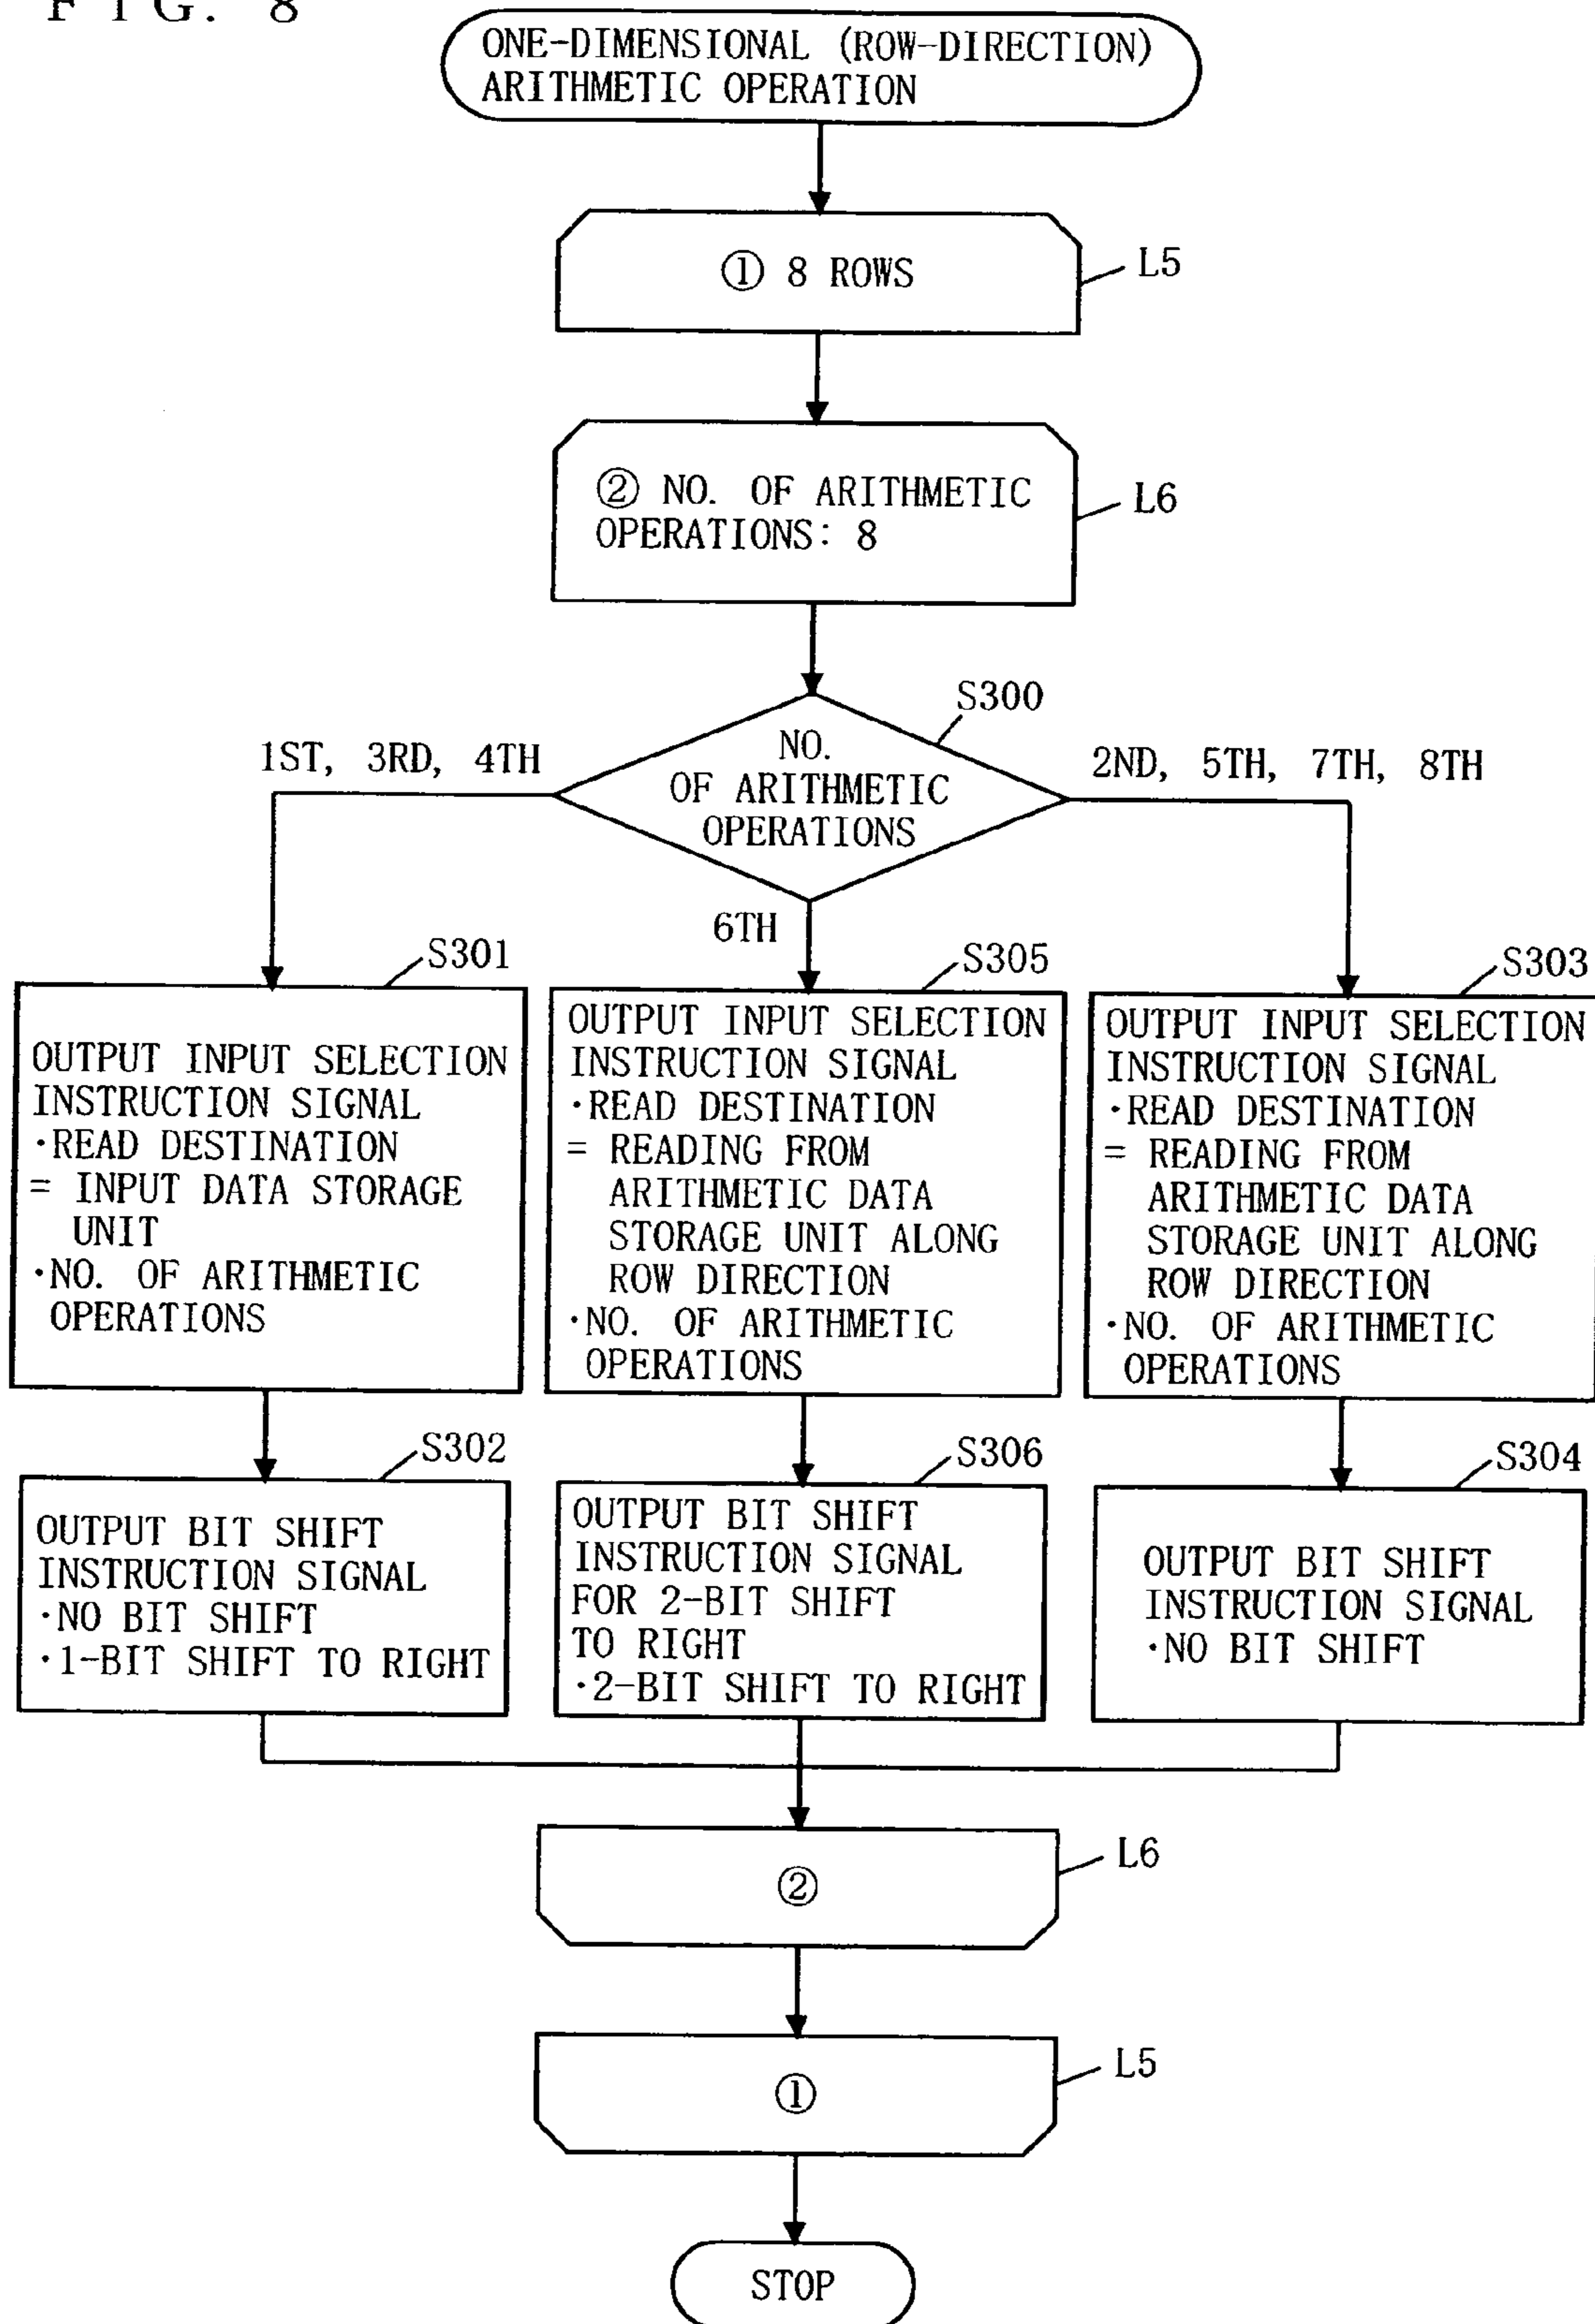 FIG. 8
ONE-DIMENSIONAL (ROW-DIRECTION)
ARITHMETIC OPERATION
① 8 ROWS
L5
② NO. OF ARITHMETIC
OPERATIONS: 8
L6
S300
NO.
OF ARITHMETIC
OPERATIONS
1ST, 3RD, 4TH
2ND, 5TH, 7TH, 8TH
6TH
S301
OUTPUT INPUT SELECTION
INSTRUCTION SIGNAL
·READ DESTINATION
= INPUT DATA STORAGE
UNIT
·NO. OF ARITHMETIC
OPERATIONS
S305
OUTPUT INPUT SELECTION
INSTRUCTION SIGNAL
·READ DESTINATION
= READING FROM
ARITHMETIC DATA
STORAGE UNIT ALONG
ROW DIRECTION
·NO. OF ARITHMETIC
OPERATIONS
S303
OUTPUT INPUT SELECTION
INSTRUCTION SIGNAL
·READ DESTINATION
= READING FROM
ARITHMETIC DATA
STORAGE UNIT ALONG
ROW DIRECTION
·NO. OF ARITHMETIC
OPERATIONS
S302
OUTPUT BIT SHIFT
INSTRUCTION SIGNAL
·NO BIT SHIFT
·1-BIT SHIFT TO RIGHT
S306
OUTPUT BIT SHIFT
INSTRUCTION SIGNAL
FOR 2-BIT SHIFT
TO RIGHT
·2-BIT SHIFT TO RIGHT
S304
OUTPUT BIT SHIFT
INSTRUCTION SIGNAL
·NO BIT SHIFT
②
L6
①
L5
STOP